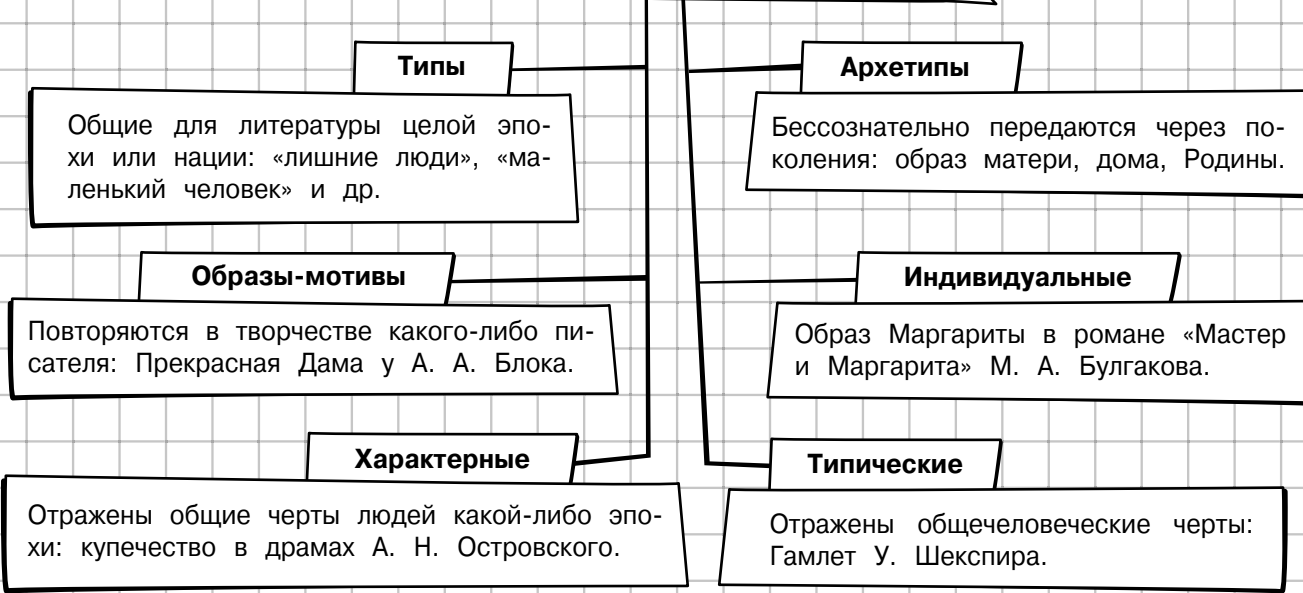 Типы
Общие для литературы целой эпо-
хи или нации: «лишние люди», «ма-
ленький человек» и др.
Архетипы
Бессознательно передаются через по-
коления: образ матери, дома, Родины.
Образы-мотивы
Повторяются в творчестве какого-либо пи-
сателя: Прекрасная Дама у А. А. Блока.
Индивидуальные
Образ Маргариты в романе «Мастер
и Маргарита» М. А. Булгакова.
Характерные
Отражены общие черты людей какой-либо эпо-
хи: купечество в драмах А. Н. Островского.
Типические
Отражены общечеловеческие черты:
Гамлет У. Шекспира.